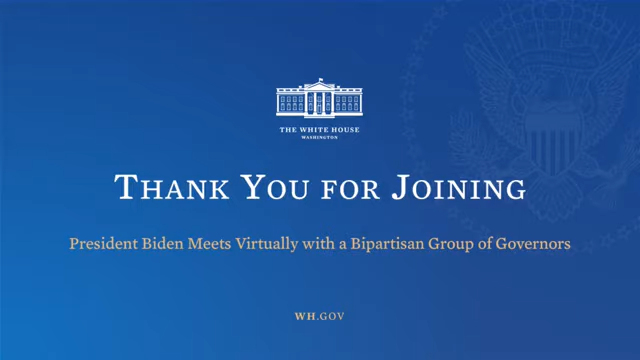 THE WHITE HOUSE
WASHINGTON
THANK YOU FOR JOINING
President Biden Meets Virtually with a Bipartisan Group of Governors
WH.GOV